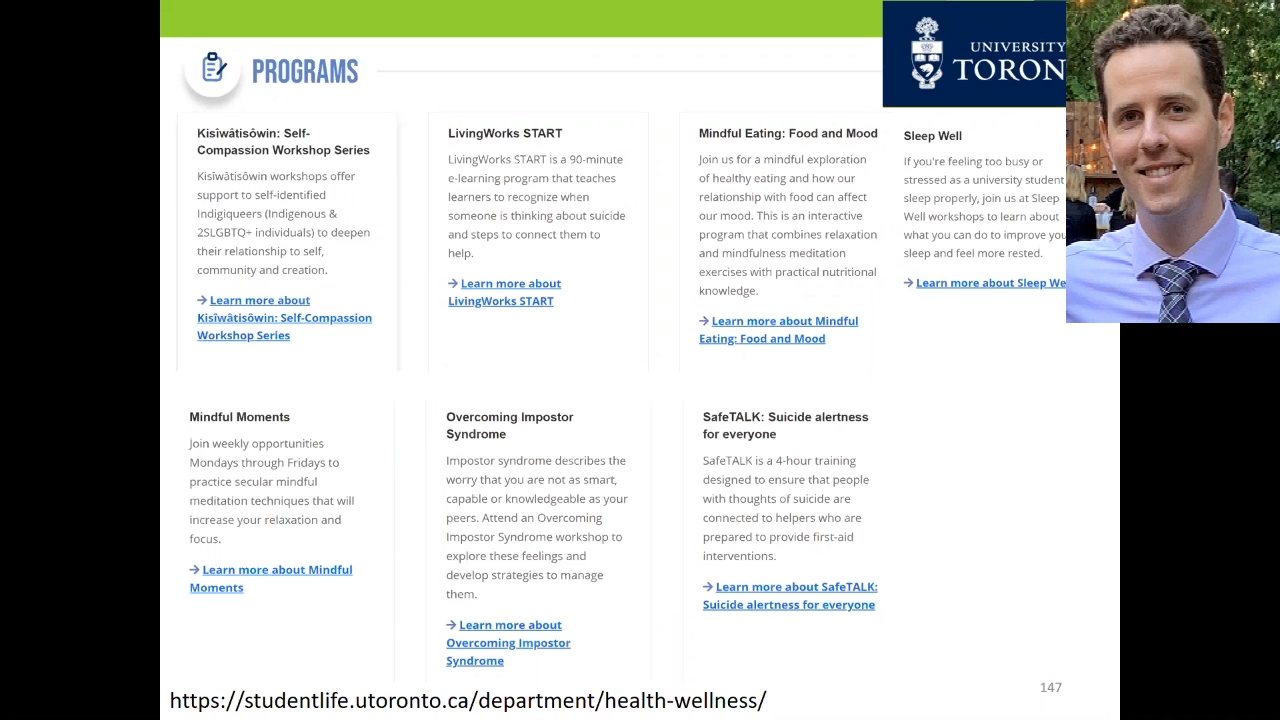 PROGRAMS
UNIVERSITY
TORON
Kisîwâtisôwin: Self-
Compassion Workshop Series
Kisîwâtisôwin workshops offer
support to self-identified
Indigiqueers (Indigenous &
2SLGBTQ+ individuals) to deepen
their relationship to self,
community and creation.
→ Learn more about
Kisîwâtisôwin: Self-Compassion
Workshop Series
LivingWorks START
LivingWorks START is a 90-minute
e-learning program that teaches
learners to recognize when
someone is thinking about suicide
and steps to connect them to
help.
→ Learn more about
LivingWorks START
Mindful Eating: Food and Mood
Join us for a mindful exploration
of healthy eating and how our
relationship with food can affect
our mood. This is an interactive
program that combines relaxation
and mindfulness meditation
exercises with practical nutritional
knowledge.
→ Learn more about Mindful
Eating: Food and Mood
Sleep Well
If you're feeling too busy or
stressed as a university student
sleep properly, join us at Sleep
Well workshops to learn about
what you can do to improve you
sleep and feel more rested.
→ Learn more about Sleep We
Mindful Moments
Join weekly opportunities
Mondays through Fridays to
practice secular mindful
meditation techniques that will
increase your relaxation and
focus.
→ Learn more about Mindful
Moments
Overcoming Impostor
Syndrome
Impostor syndrome describes the
worry that you are not as smart,
capable or knowledgeable as your
peers. Attend an Overcoming
Impostor Syndrome workshop to
explore these feelings and
develop strategies to manage
them.
→ Learn more about
Overcoming Impostor
Syndrome
SafeTALK: Suicide alertness
for everyone
SafeTALK is a 4-hour training
designed to ensure that people
with thoughts of suicide are
connected to helpers who are
prepared to provide first-aid
interventions.
→ Learn more about SafeTALK:
Suicide alertness for everyone
147
https://studentlife.utoronto.ca/department/health-wellness/